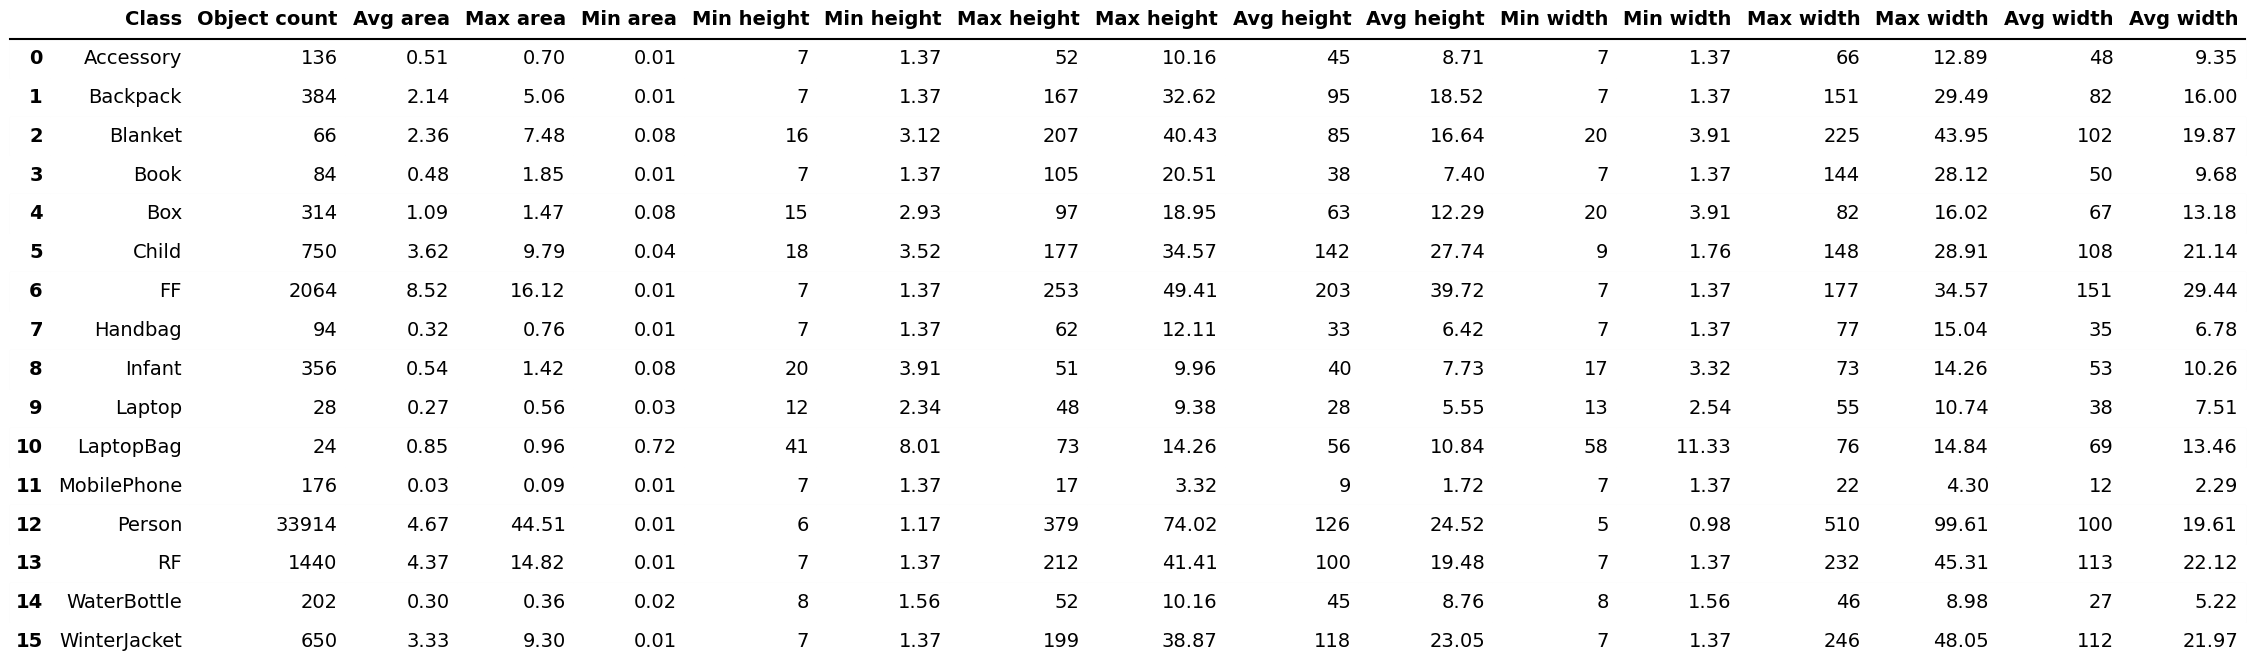 Class Object count Avg area Max area Min area Min height Min height Max height Max height Avg height Avg height Min width Min width Max width Max width Avg width Avg width
0 Accessory 136 0.51 0.70 0.01 7 1.37 52 10.16 45 8.71 7 1.37 66 12.89 48 9.35
1 Backpack 384 2.14 5.06 0.01 7 1.37 167 32.62 95 18.52 7 1.37 151 29.49 82 16.00
2 Blanket 66 2.36 7.48 0.08 16 3.12 207 40.43 85 16.64 20 3.91 225 43.95 102 19.87
3 Book 84 0.48 1.85 0.01 7 1.37 105 20.51 38 7.40 7 1.37 144 28.12 50 9.68
4 Box 314 1.09 1.47 0.08 15 2.93 97 18.95 63 12.29 20 3.91 82 16.02 67 13.18
5 Child 750 3.62 9.79 0.04 18 3.52 177 34.57 142 27.74 9 1.76 148 28.91 108 21.14
6 FF 2064 8.52 16.12 0.01 7 1.37 253 49.41 203 39.72 7 1.37 177 34.57 151 29.44
7 Handbag 94 0.32 0.76 0.01 7 1.37 62 12.11 33 6.42 7 1.37 77 15.04 35 6.78
8 Infant 356 0.54 1.42 0.08 20 3.91 51 9.96 40 7.73 17 3.32 73 14.26 53 10.26
9 Laptop 28 0.27 0.56 0.03 12 2.34 48 9.38 28 5.55 13 2.54 55 10.74 38 7.51
10 LaptopBag 24 0.85 0.96 0.72 41 8.01 73 14.26 56 10.84 58 11.33 76 14.84 69 13.46
11 MobilePhone 176 0.03 0.09 0.01 7 1.37 17 3.32 9 1.72 7 1.37 22 4.30 12 2.29
12 Person 33914 4.67 44.51 0.01 6 1.17 379 74.02 126 24.52 5 0.98 510 99.61 100 19.61
13 RF 1440 4.37 14.82 0.01 7 1.37 212 41.41 100 19.48 7 1.37 232 45.31 113 22.12
14 WaterBottle 202 0.30 0.36 0.02 8 1.56 52 10.16 45 8.76 8 1.56 46 8.98 27 5.22
15 WinterJacket 650 3.33 9.30 0.01 7 1.37 199 38.87 118 23.05 7 1.37 246 48.05 112 21.97